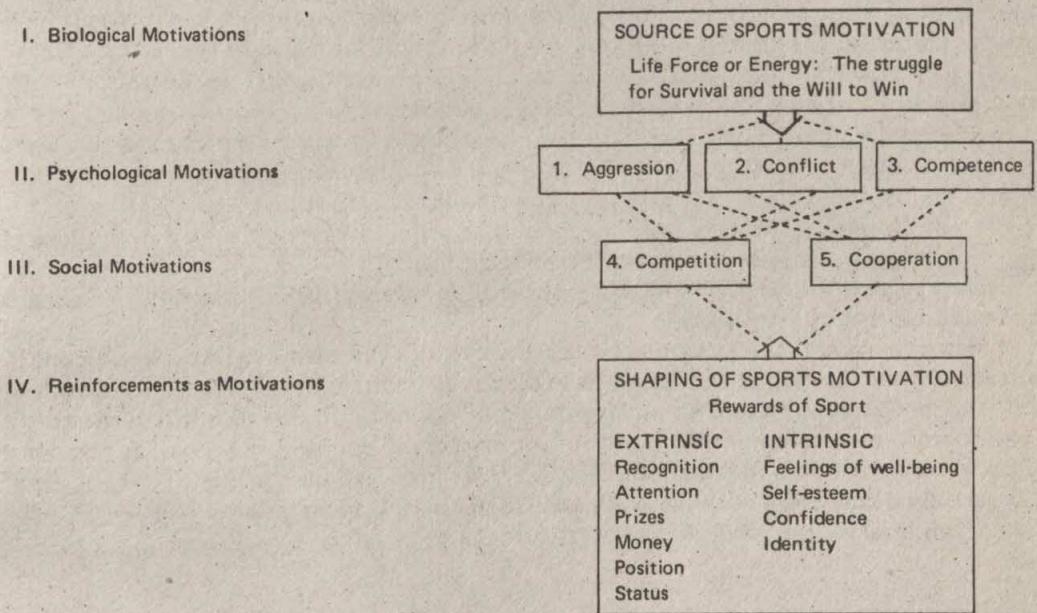 I. Biological Motivations
SOURCE OF SPORTS MOTIVATION
Life Force or Energy: The struggle
for Survival and the Will to Win
II. Psychological Motivations
1. Aggression
2. Conflict
3. Competence
III. Social Motivations
4. Competition
5. Cooperation
IV. Reinforcements as Motivations
SHAPING OF SPORTS MOTIVATION
Rewards of Sport
EXTRINSIC INTRINSIC
Recognition Feelings of well-being
Attention Self-esteem
Prizes Confidence
Money Identity
Position
Status